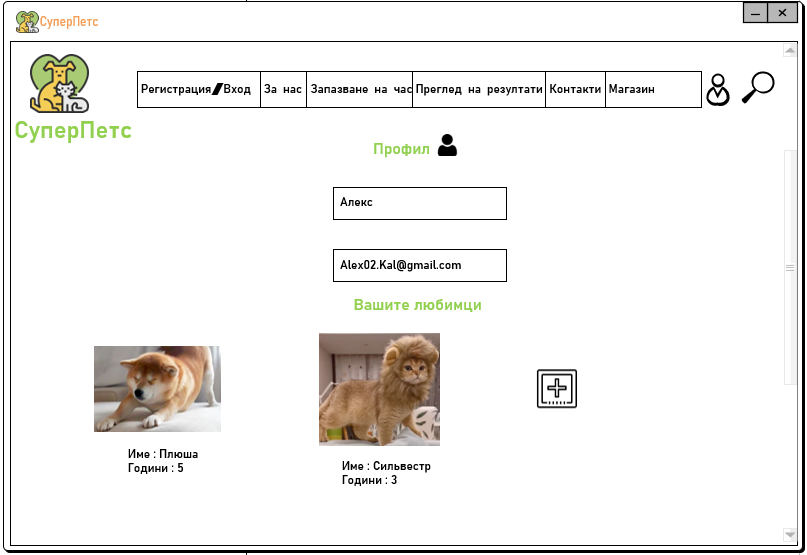 СуперПетс
Регистрация/Вход За нас Запазване на час Преглед на резултати Контакти Магазин
СуперПетс
Профил
Алекс
Alex02.Kal@gmail.com
Вашите любимци
Име : Плюша
Години : 5
Име : Силвестр
Години : 3